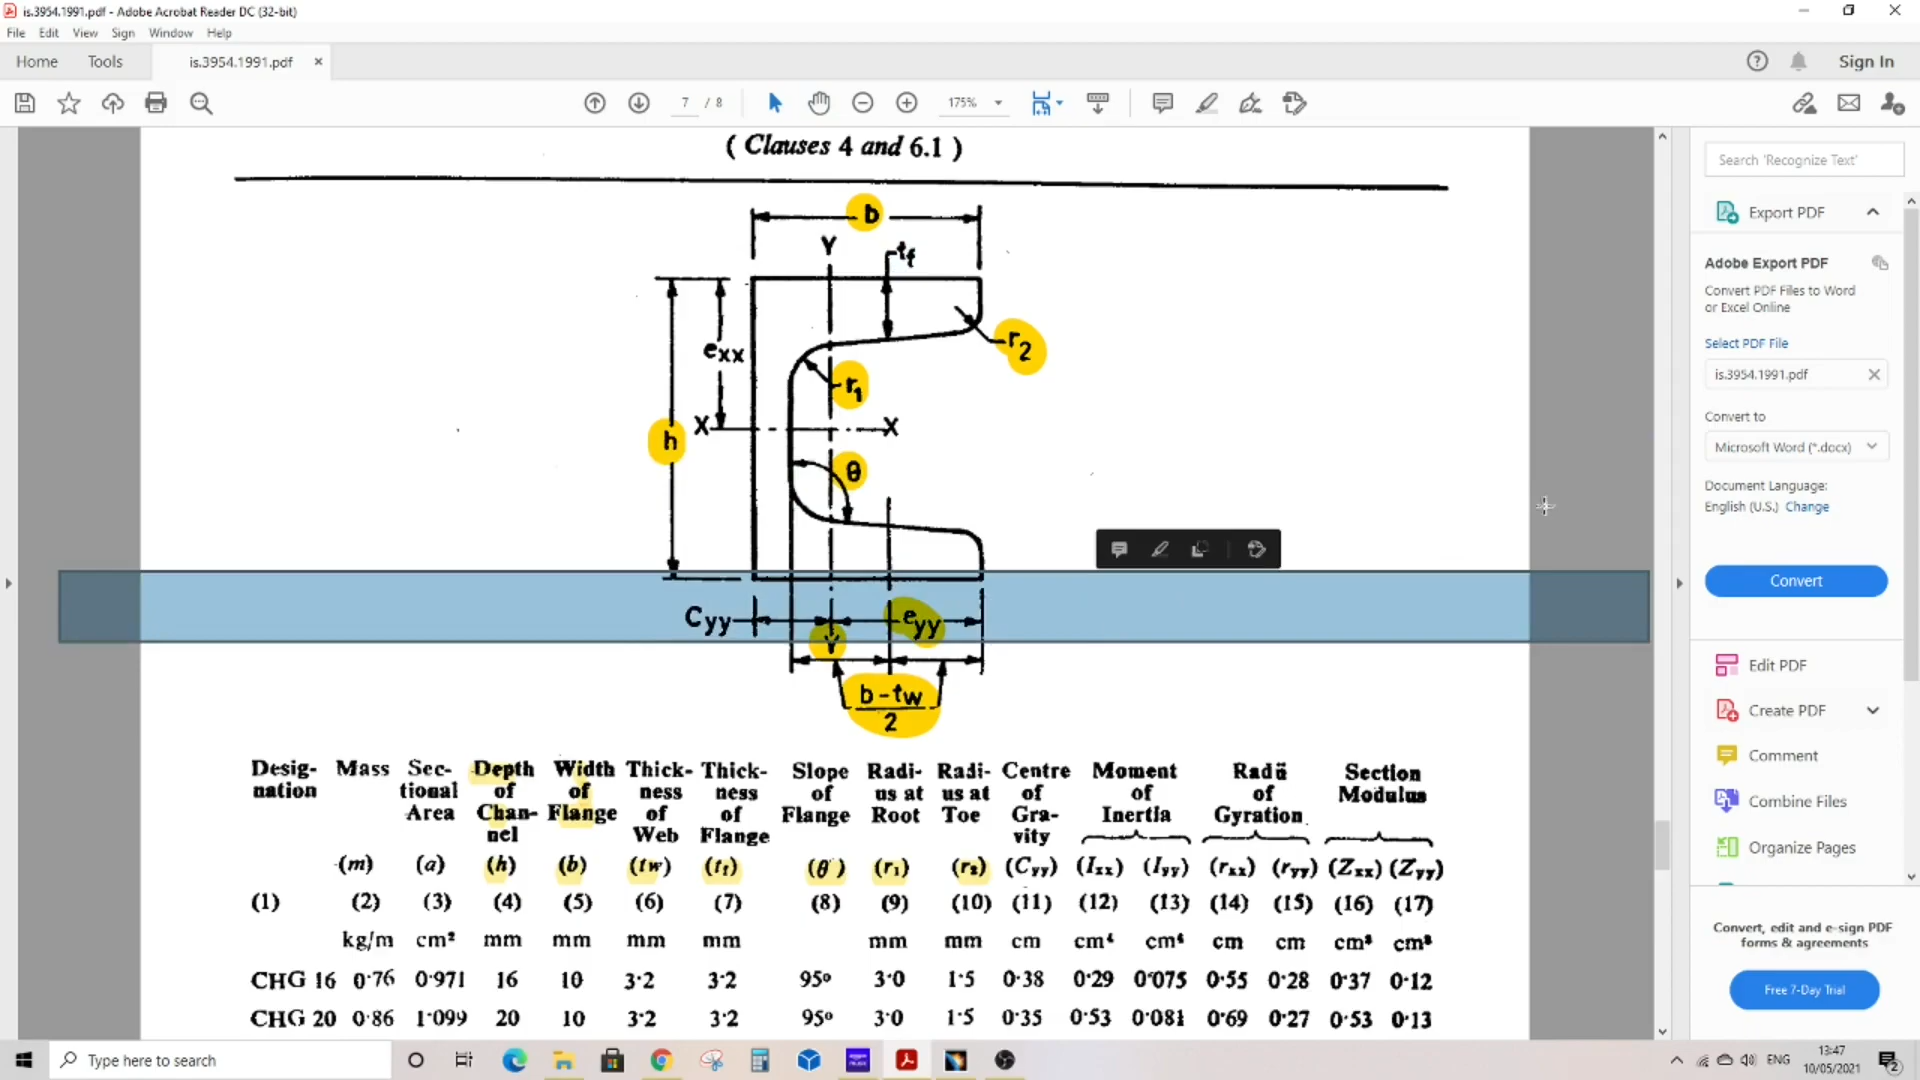 is.3954.1991.pdf - Adobe Acrobat Reader DC (32-bit)
File Edit View Sign Window Help
Home Tools is.3954.1991.pdf × Sign In
7 / 8 175%
( Clauses 4 and 6.1 )
b
Y
tf
exx
r2
r1
X X
h
θ
Cyy eyy
Y
b-tw
2
Desig- Mass Sec- Depth Width Thick- Thick- Slope Radi- Radi- Centre Moment Radii Section
nation tional of of ness ness of us at us at of of of Modulus
Area Chan- Flange of of Flange Root Toe Gra- Inertia Gyration
nel Web Flange vity
(m) (a) (h) (b) (tw) (tf) (θ) (r1) (r2) (Cyy) (Ixx) (Iyy) (rxx) (ryy) (Zxx) (Zyy)
(1) (2) (3) (4) (5) (6) (7) (8) (9) (10) (11) (12) (13) (14) (15) (16) (17)
kg/m cm² mm mm mm mm mm mm cm cm⁴ cm⁴ cm cm cm³ cm³
CHG 16 0·76 0·971 16 10 3·2 3·2 95° 3·0 1·5 0·38 0·29 0·075 0·55 0·28 0·37 0·12
CHG 20 0·86 1·099 20 10 3·2 3·2 95° 3·0 1·5 0·35 0·53 0·081 0·69 0·27 0·53 0·13
Search 'Recognize Text'
Export PDF
Adobe Export PDF
Convert PDF Files to Word
or Excel Online
Select PDF File
is.3954.1991.pdf
Convert to
Microsoft Word (*.docx)
Document Language:
English (U.S.) Change
Convert
Edit PDF
Create PDF
Comment
Combine Files
Organize Pages
Convert, edit and e-sign PDF
forms & agreements
Free 7-Day Trial
Type here to search
ENG
13:47
10/05/2021
2